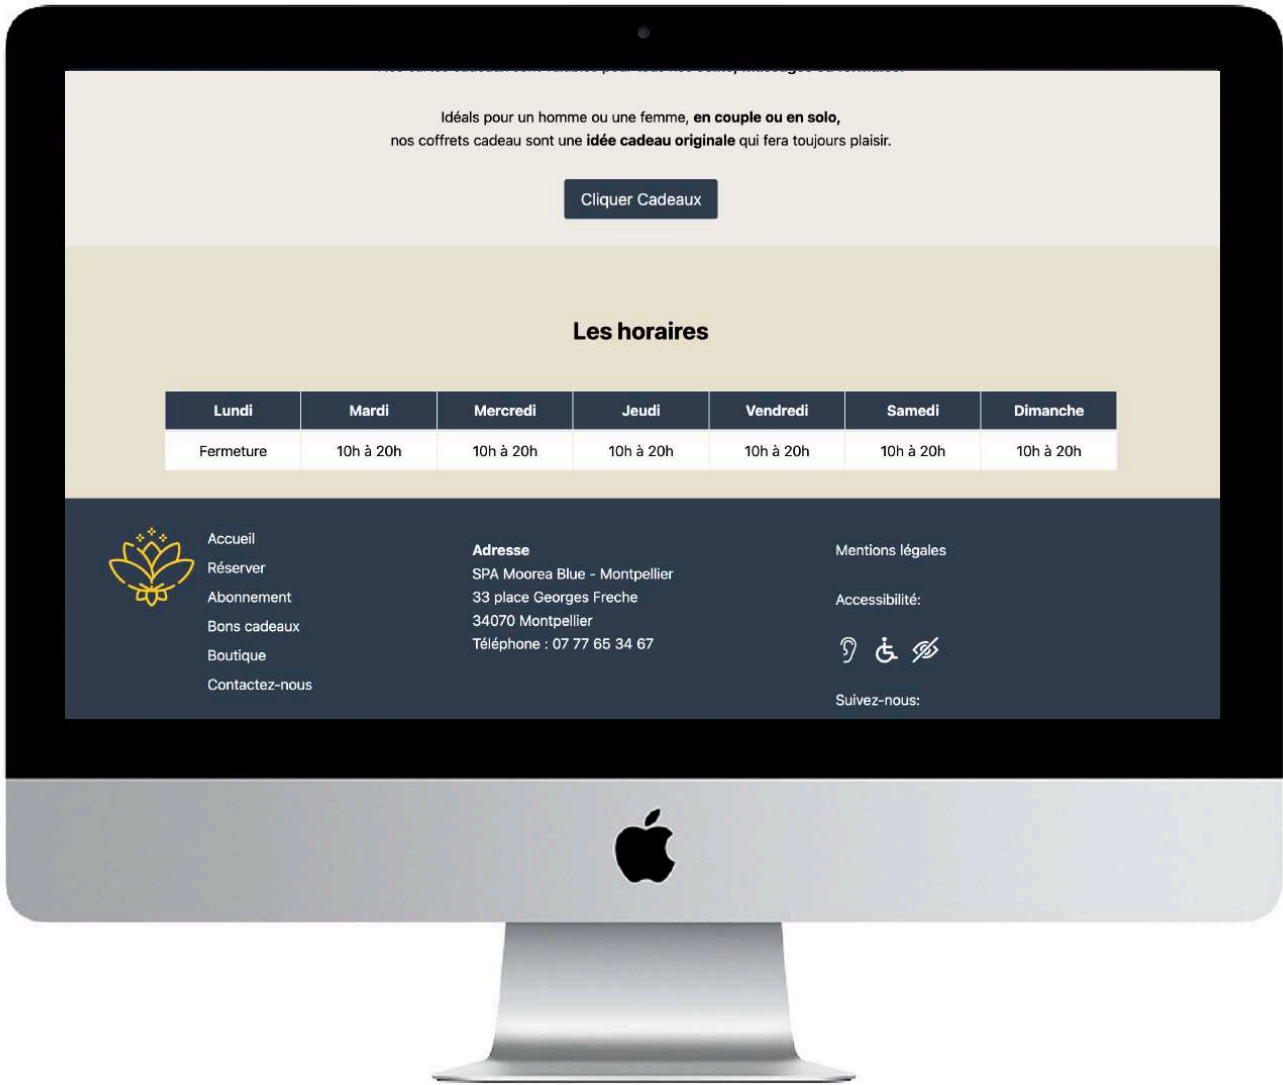 Idéals pour un homme ou une femme, en couple ou en solo,
nos coffrets cadeau sont une idée cadeau originale qui fera toujours plaisir.
Cliquer Cadeaux
Les horaires
Lundi Mardi Mercredi Jeudi Vendredi Samedi Dimanche
Fermeture 10h à 20h 10h à 20h 10h à 20h 10h à 20h 10h à 20h 10h à 20h
Accueil
Réserver
Abonnement
Bons cadeaux
Boutique
Contactez-nous
Adresse
SPA Moorea Blue - Montpellier
33 place Georges Freche
34070 Montpellier
Téléphone : 07 77 65 34 67
Mentions légales
Accessibilité:
Suivez-nous: